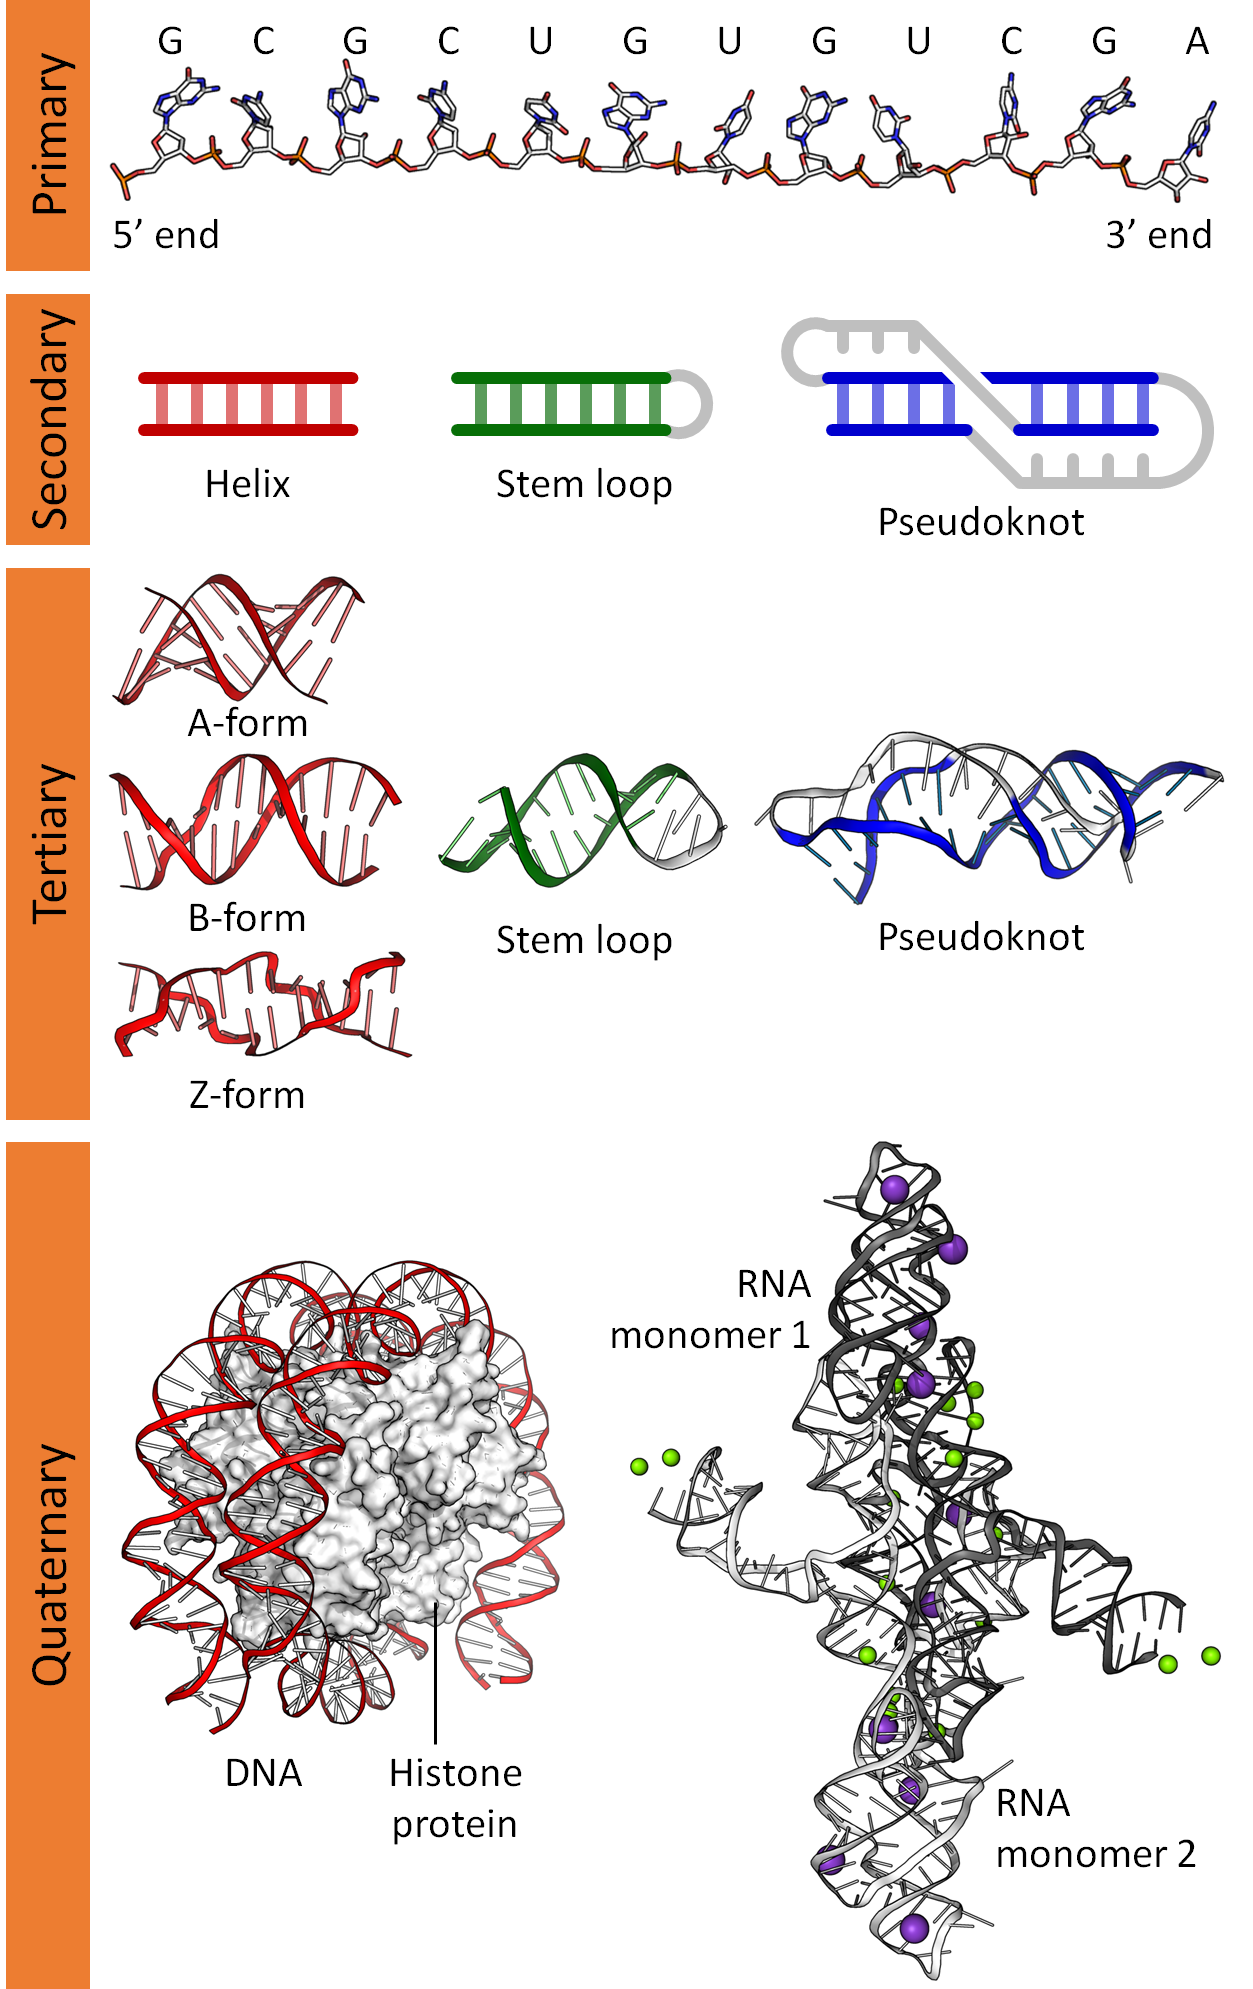 Primary
G C G C U G U G U C G A
5’ end
3’ end
Secondary
Helix
Stem loop
Pseudoknot
Tertiary
A-form
B-form
Z-form
Stem loop
Pseudoknot
Quaternary
DNA
Histone
protein
RNA
monomer 1
RNA
monomer 2